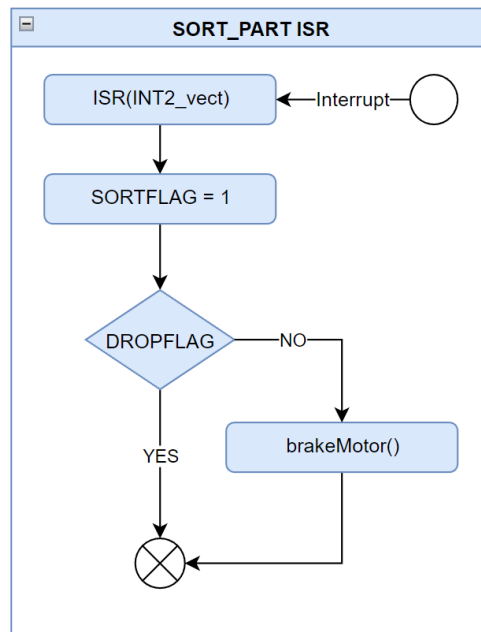 SORT_PART ISR
ISR(INT2_vect)
Interrupt
SORTFLAG = 1
DROPFLAG
NO
brakeMotor()
YES